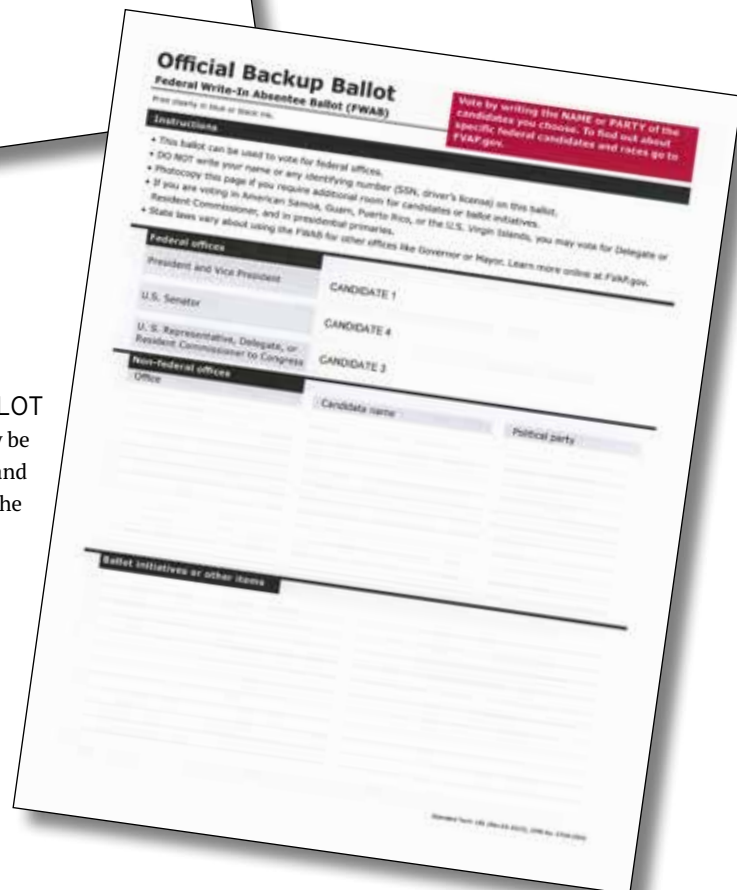 Official Backup Ballot
Federal Write-In Absentee Ballot (FWAB)
Print clearly in blue or black ink.
Vote by writing the NAME or PARTY of the
candidates you choose. To find out about
specific federal candidates and races go to
FVAP.gov.
Instructions
• This ballot can be used to vote for federal offices.
• DO NOT write your name or any identifying number (SSN, driver's license) on this ballot.
• Photocopy this page if you require additional room for candidates or ballot initiatives.
• If you are voting in American Samoa, Guam, Puerto Rico, or the U.S. Virgin Islands, you may vote for Delegate or
Resident Commissioner, and in presidential primaries.
• State laws vary about using the FWAB for other offices like Governor or Mayor. Learn more online at FVAP.gov.
Federal offices
President and Vice President
CANDIDATE 1
U.S. Senator
CANDIDATE 4
U. S. Representative, Delegate, or
Resident Commissioner to Congress
CANDIDATE 3
Non-federal offices
Office
Candidate name
Political party
LOT
be
and
he
Ballot initiatives or other items